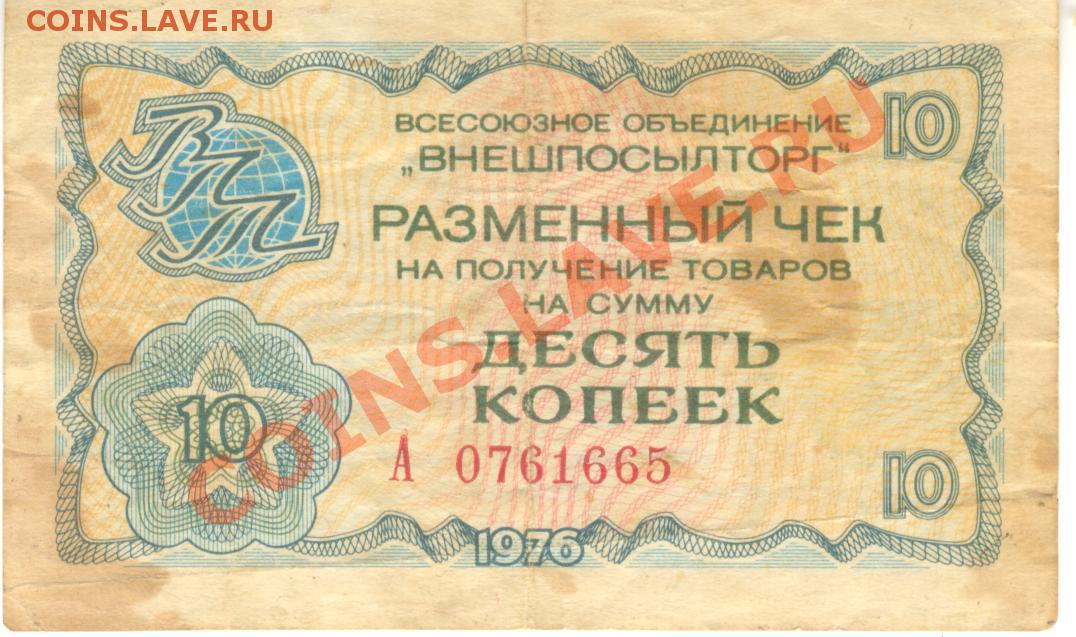 COINS.LAVE.RU
ВПТ
10
ВСЕСОЮЗНОЕ ОБЪЕДИНЕНИЕ
„ВНЕШПОСЫЛТОРГ“
РАЗМЕННЫЙ ЧЕК
НА ПОЛУЧЕНИЕ ТОВАРОВ
НА СУММУ
ДЕСЯТЬ
КОПЕЕК
10
А 0761665
10
1976
COINS.LAVE.RU